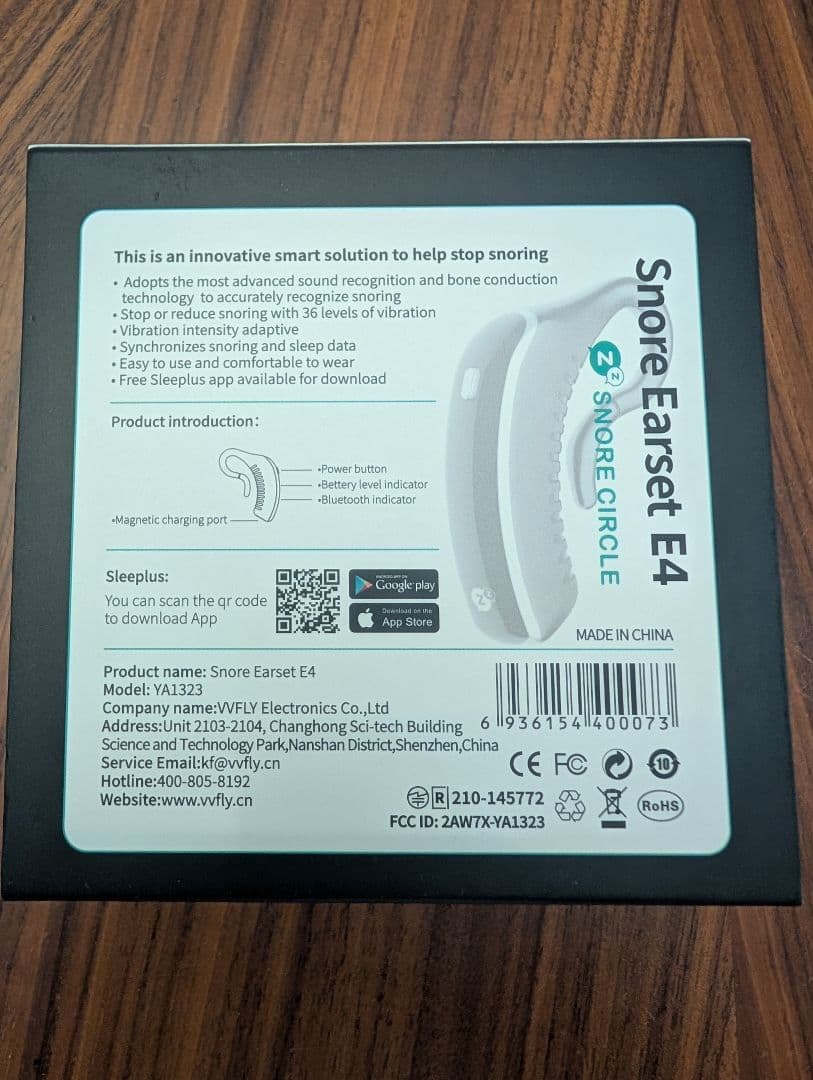 This is an innovative smart solution to help stop snoring
• Adopts the most advanced sound recognition and bone conduction
technology to accurately recognize snoring
• Stop or reduce snoring with 36 levels of vibration
• Vibration intensity adaptive
• Synchronizes snoring and sleep data
• Easy to use and comfortable to wear
• Free Sleeplus app available for download
Snore Earset E4
Z z SNORE CIRCLE
Product introduction:
•Power button
•Bettery level indicator
•Bluetooth indicator
•Magnetic charging port
Sleeplus:
You can scan the qr code
to download App
ANDROID APP ON
Google play
Download on the
App Store
zz
MADE IN CHINA
Product name: Snore Earset E4
Model: YA1323
Company name:VVFLY Electronics Co.,Ltd
Address:Unit 2103-2104, Changhong Sci-tech Building
Science and Technology Park,Nanshan District,Shenzhen,China
Service Email:kf@vvfly.cn
Hotline:400-805-8192
Website:www.vvfly.cn
6 936154 400073
CE FC 10
R 210-145772
RoHS
FCC ID: 2AW7X-YA1323